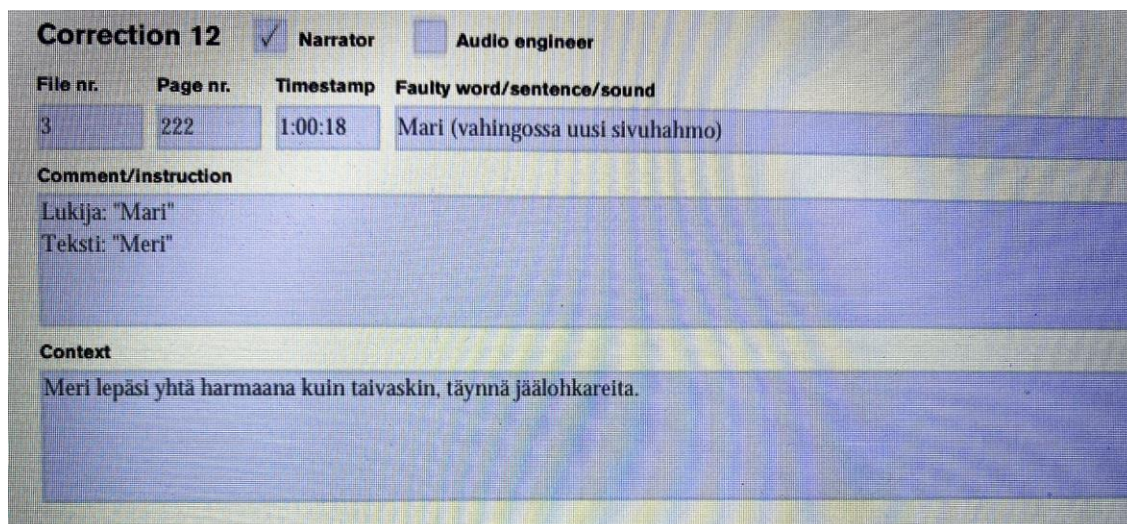 Correction 12 ✓ Narrator Audio engineer
File nr. Page nr. Timestamp Faulty word/sentence/sound
3 222 1:00:18 Mari (vahingossa uusi sivuhahmo)
Comment/instruction
Lukija: "Mari"
Teksti: "Meri"
Context
Meri lepäsi yhtä harmaana kuin taivaskin, täynnä jäälohkareita.